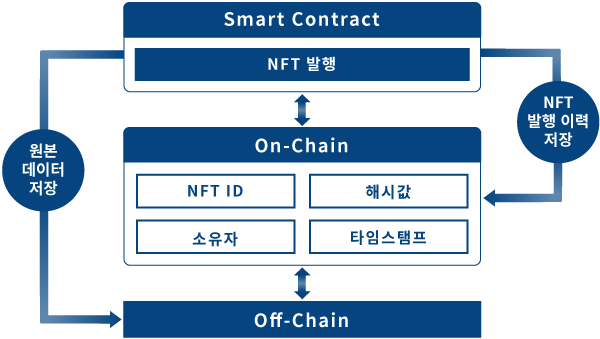 Smart Contract
NFT 발행
원본
데이터
저장
NFT
발행 이력
저장
On-Chain
NFT ID
해시값
소유자
타임스탬프
Off-Chain